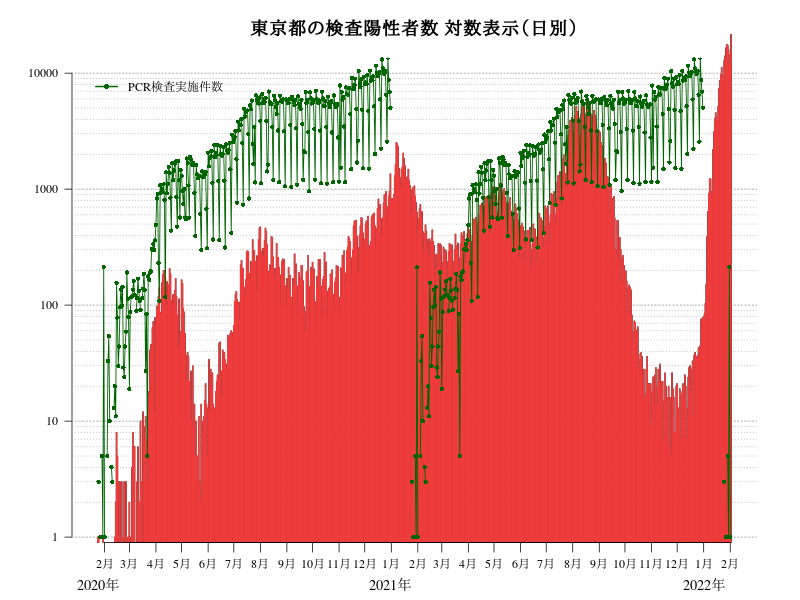 東京都の検査陽性者数 対数表示（日別）
10000
PCR検査実施件数
1000
100
10
1
2月 3月 4月 5月 6月 7月 8月 9月 10月 11月 12月 1月 2月 3月 4月 5月 6月 7月 8月 9月 10月 11月 12月 1月 2月
2020年 2021年 2022年